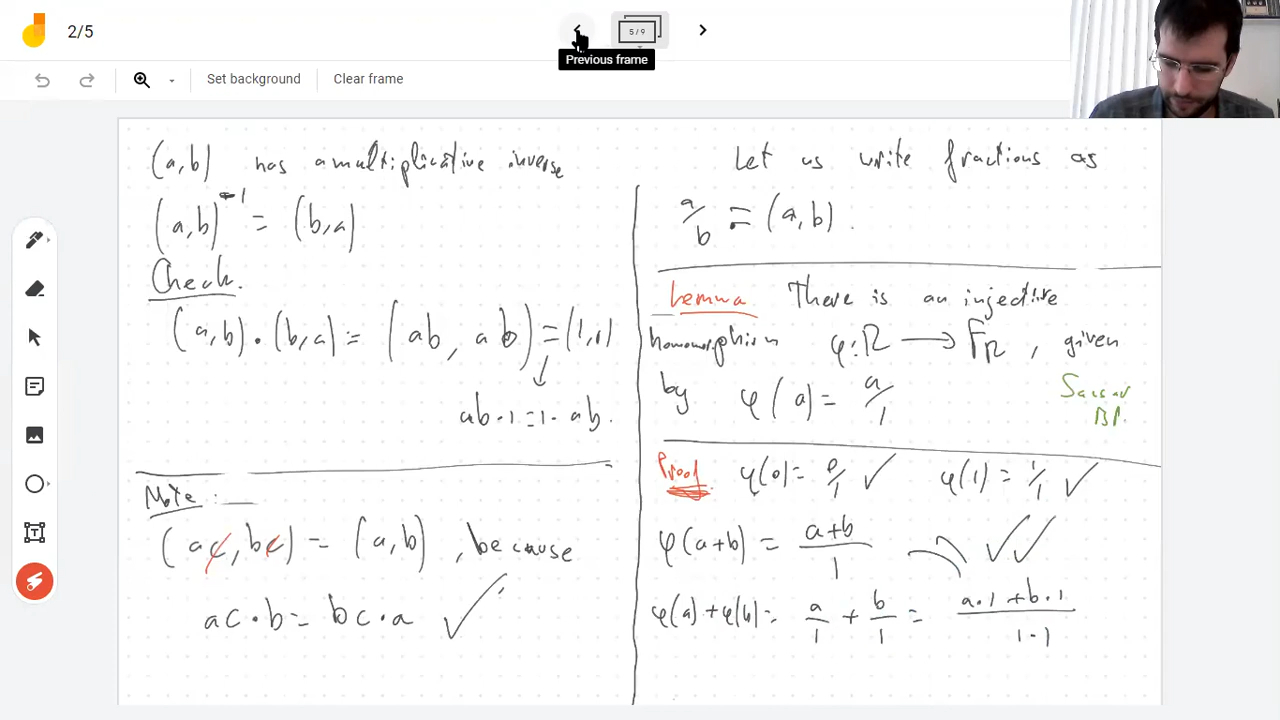 2/5
5 / 9
Previous frame
Set background
Clear frame
(a,b) has a multiplicative inverse
(a,b)⁻¹ = (b,a)
Check.
(a,b)·(b,a) = (ab, ab) = (1,1)
ab·1 = 1·ab.
Note:
(ac, bc) = (a,b), because
ac·b = bc·a ✓
Let us write fractions as
a/b := (a,b).
Lemma. There is an injective
homomorphism φ: R → F_R, given
by φ(a) = a/1
Proof. φ(0) = 0/1 ✓ φ(1) = 1/1 ✓
φ(a+b) = a+b/1 ✓✓
φ(a)+φ(b) = a/1 + b/1 = a·1 + b·1/1·1